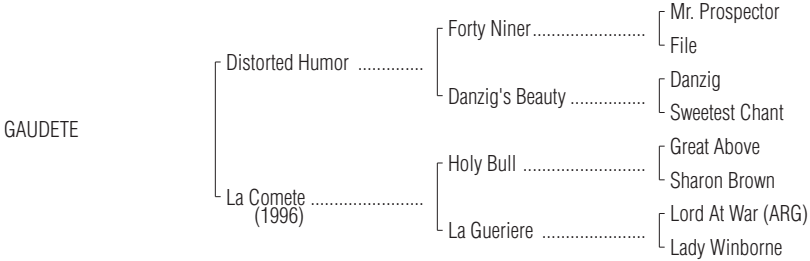 Mr. Prospector
Forty Niner........................
File
Distorted Humor ..............
Danzig
Danzig's Beauty ................
Sweetest Chant
GAUDETE
Great Above
Holy Bull ..........................
Sharon Brown
La Comete ........................
(1996)
Lord At War (ARG)
La Gueriere ......................
Lady Winborne